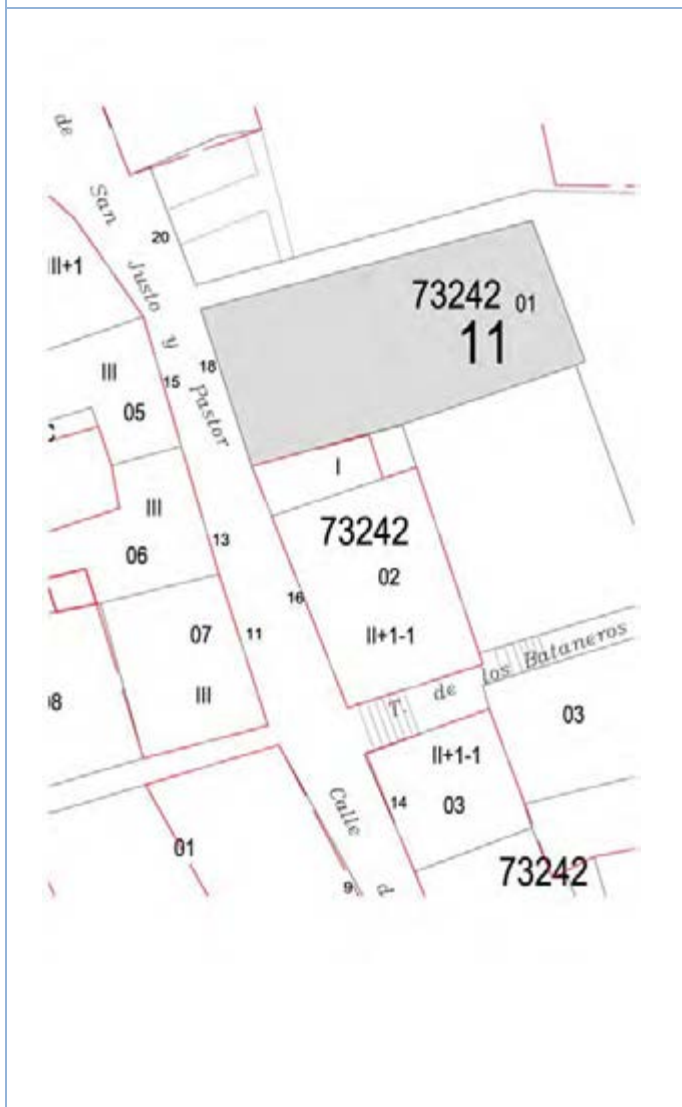 de
San
Justo
y
Pastor
20
II+1
73242 01
11
18
15
III
05
I
III
13
06
73242
02
16
II+1-1
07
11
III
T. de los Bataneros
03
II+1-1
14
03
Calle
d
01
73242
9